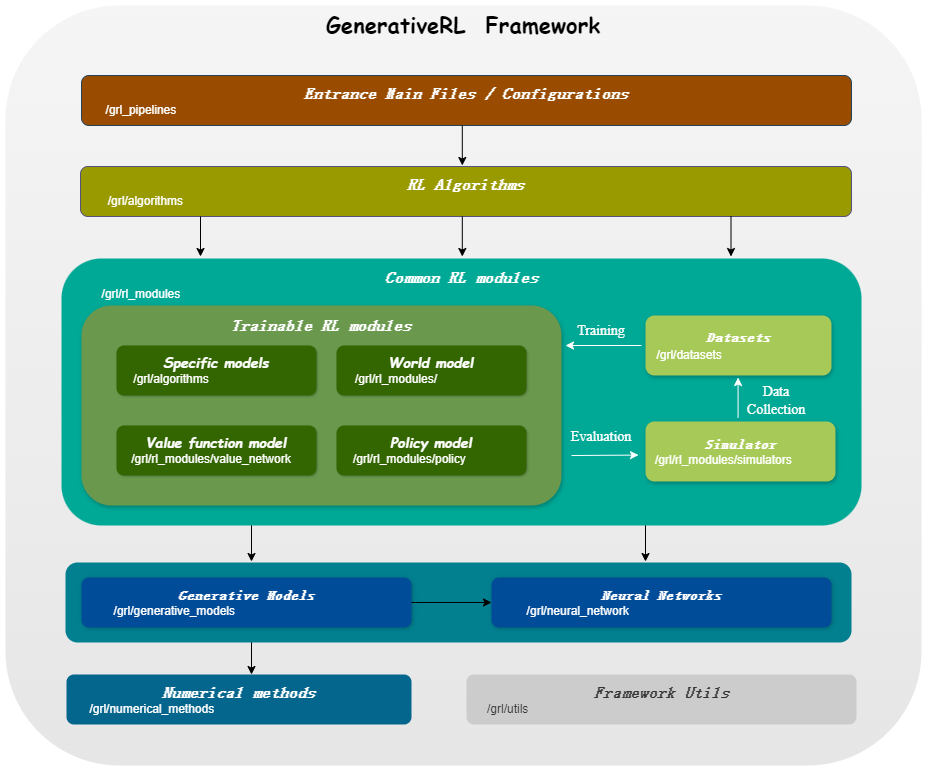 GenerativeRL Framework
Entrance Main Files / Configurations
/grl_pipelines
RL Algorithms
/grl/algorithms
Common RL modules
/grl/rl_modules
Trainable RL modules
Specific models
/grl/algorithms
World model
/grl/rl_modules/
Value function model
/grl/rl_modules/value_network
Policy model
/grl/rl_modules/policy
Training
Evaluation
Datasets
/grl/datasets
Data
Collection
Simulator
/grl/rl_modules/simulators
Generative Models
/grl/generative_models
Neural Networks
/grl/neural_network
Numerical methods
/grl/numerical_methods
Framework Utils
/grl/utils